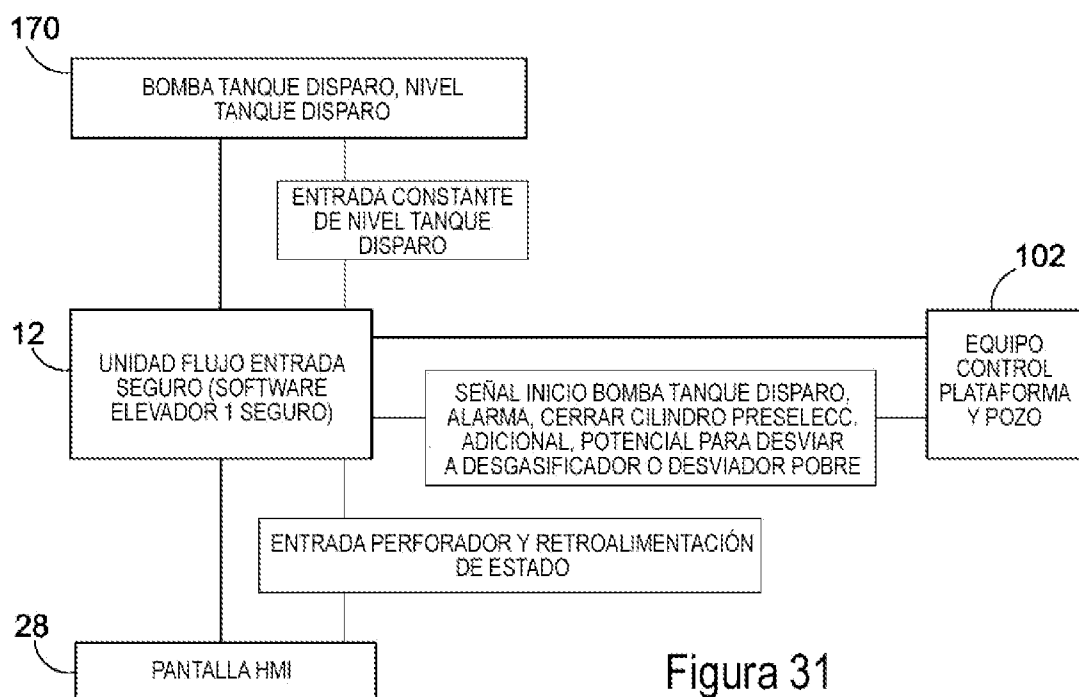 170
BOMBA TANQUE DISPARO, NIVEL
TANQUE DISPARO
ENTRADA CONSTANTE
DE NIVEL TANQUE
DISPARO
102
12
UNIDAD FLUJO ENTRADA
SEGURO (SOFTWARE
ELEVADOR 1 SEGURO)
SEÑAL INICIO BOMBA TANQUE DISPARO,
ALARMA, CERRAR CILINDRO PRESELECC.
ADICIONAL, POTENCIAL PARA DESVIAR
A DESGASIFICADOR O DESVIADOR POBRE
EQUIPO
CONTROL
PLATAFORMA
Y POZO
ENTRADA PERFORADOR Y RETROALIMENTACIÓN
DE ESTADO
28
PANTALLA HMI
Figura 31